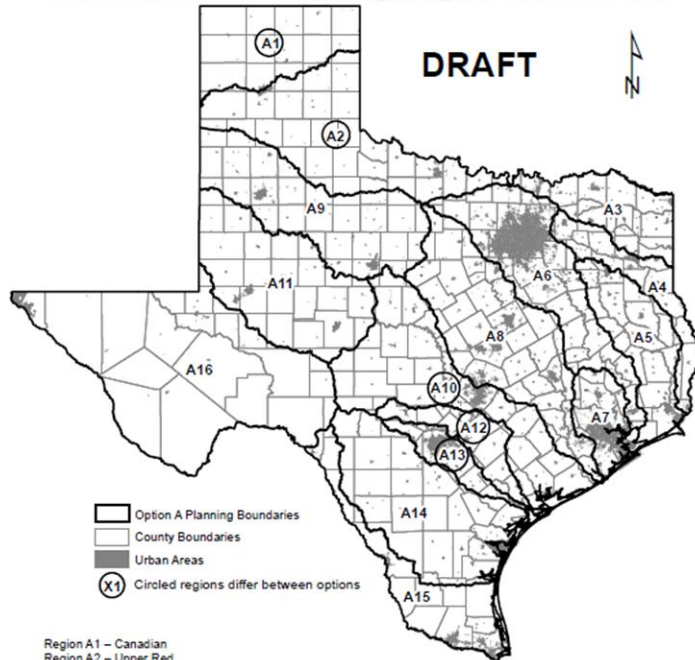 A1
DRAFT
N
A2
A3
A9
A6
A4
A11
A5
A8
A16
A10
A7
A12
A13
A14
Option A Planning Boundaries
County Boundaries
Urban Areas
X1 Circled regions differ between options
A15
Region A1 – Canadian
Region A2 – Upper Red